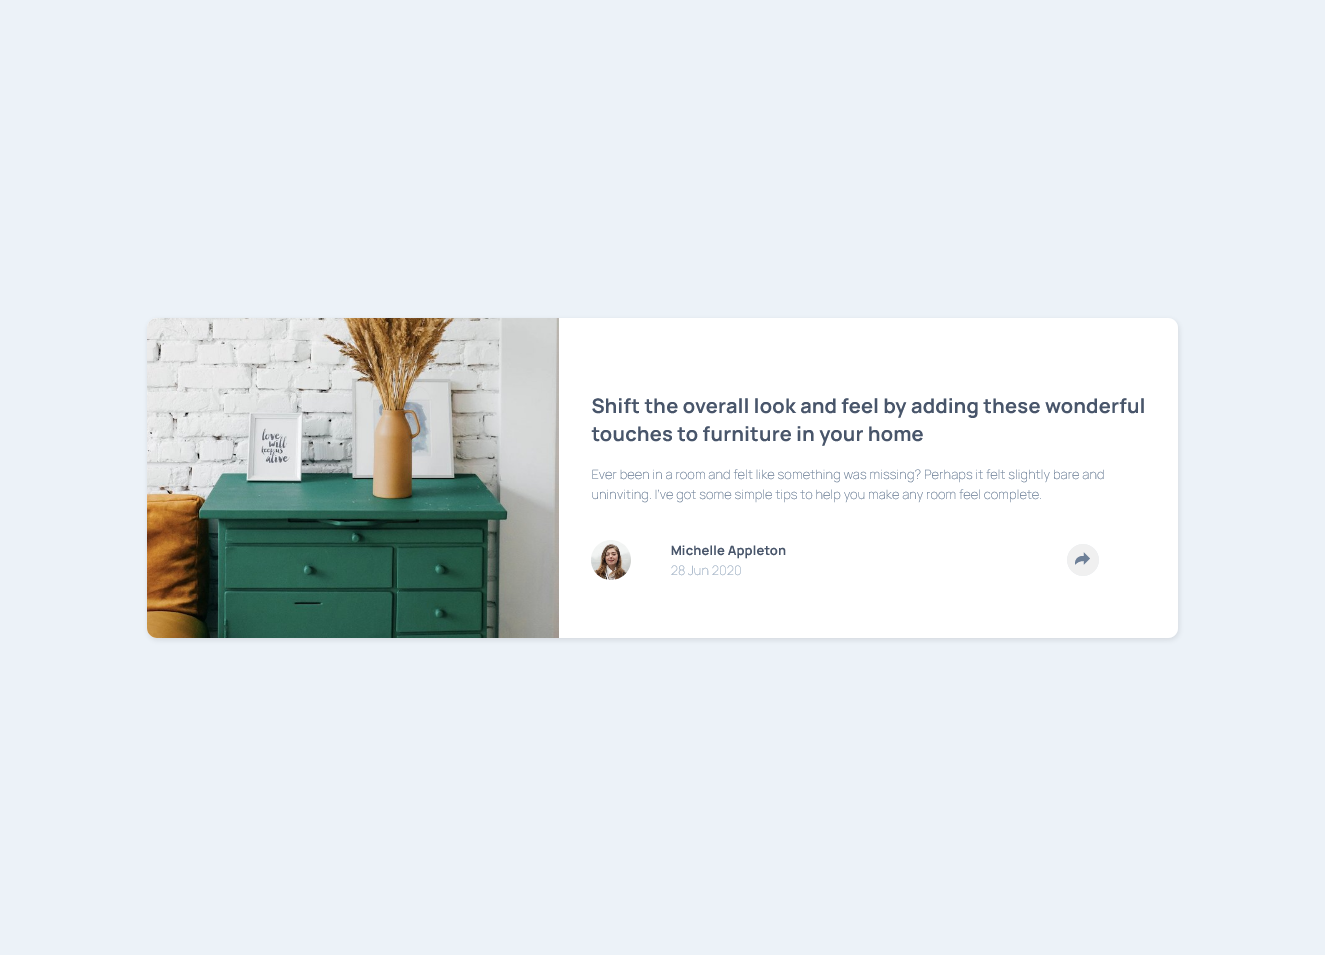 love
will
keep us
alive
Shift the overall look and feel by adding these wonderful
touches to furniture in your home
Ever been in a room and felt like something was missing? Perhaps it felt slightly bare and
uninviting. I've got some simple tips to help you make any room feel complete.
Michelle Appleton
28 Jun 2020